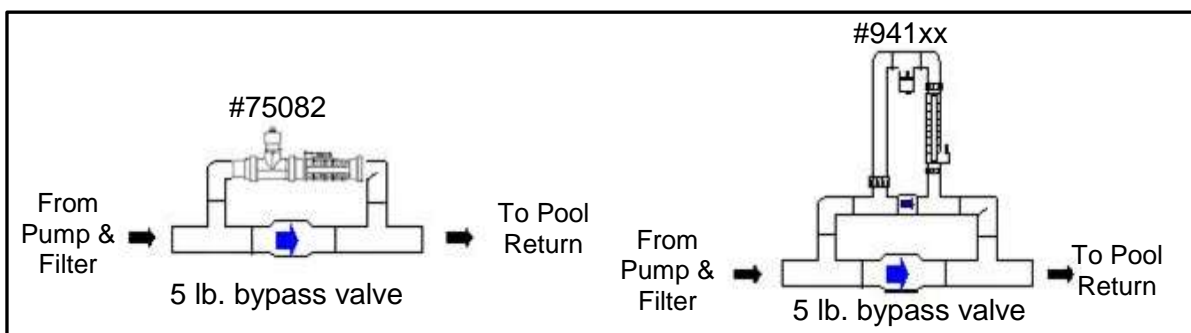 #75082
From
Pump &
Filter
To Pool
Return
5 lb. bypass valve
#941xx
From
Pump &
Filter
To Pool
Return
5 lb. bypass valve